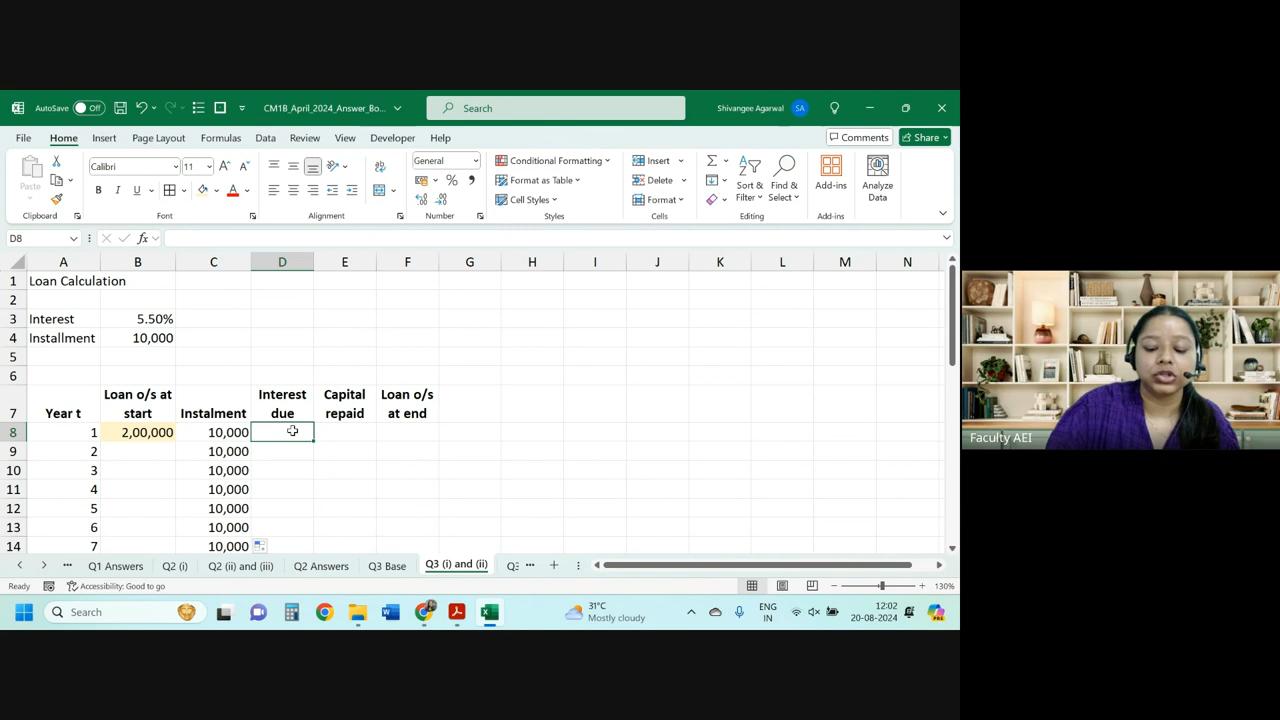 AutoSave Off CM1B_April_2024_Answer_Bo... Search Shivangee Agarwal SA
File Home Insert Page Layout Formulas Data Review View Developer Help Comments Share
Paste Calibri 11 General Conditional Formatting Insert
B I U % Format as Table Delete Sort & Filter Find & Select Add-ins Analyze Data
Cell Styles Format
Clipboard Font Alignment Number Styles Cells Editing Add-ins
D8 fx
A B C D E F G H I J K L M N
1 Loan Calculation
2
3 Interest 5.50%
4 Installment 10,000
5
6
7 Year t Loan o/s at start Instalment Interest due Capital repaid Loan o/s at end
8 1 2,00,000 10,000
9 2 10,000
10 3 10,000
11 4 10,000
12 5 10,000
13 6 10,000
14 7 10,000
Q1 Answers Q2 (i) Q2 (ii) and (iii) Q2 Answers Q3 Base Q3 (i) and (ii)
Ready Accessibility: Good to go 130%
Search 31°C Mostly cloudy ENG IN 12:02 20-08-2024
Faculty AEI